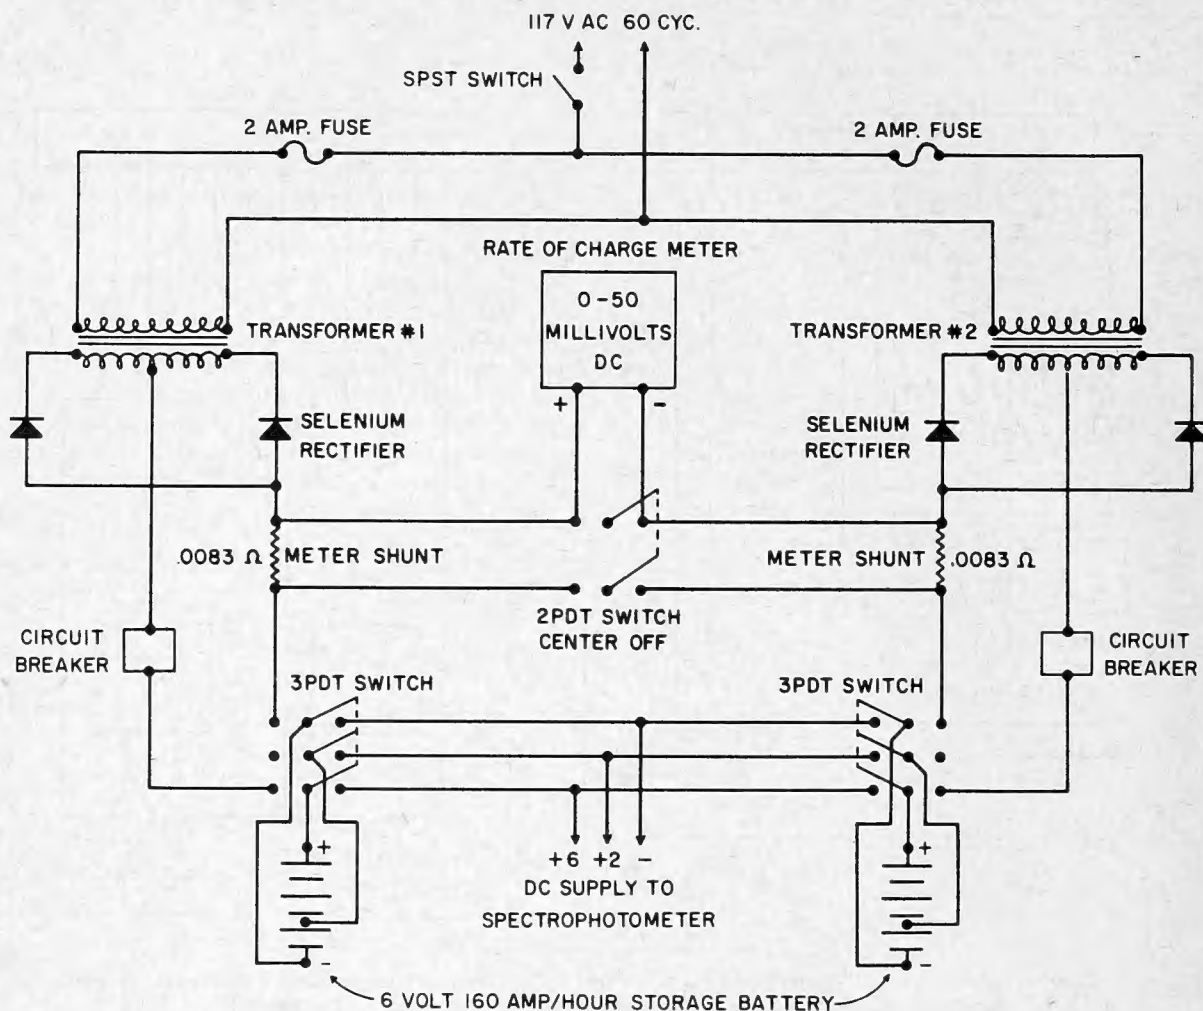 117 V AC 60 CYC.
SPST SWITCH
2 AMP. FUSE
2 AMP. FUSE
RATE OF CHARGE METER
0-50
MILLIVOLTS
DC
+ -
TRANSFORMER #1
TRANSFORMER #2
SELENIUM
RECTIFIER
SELENIUM
RECTIFIER
.0083 Ω METER SHUNT
METER SHUNT .0083 Ω
2PDT SWITCH
CENTER OFF
CIRCUIT
BREAKER
CIRCUIT
BREAKER
3PDT SWITCH
3PDT SWITCH
+
+
+6 +2 -
DC SUPPLY TO
SPECTROPHOTOMETER
-
-
6 VOLT 160 AMP/HOUR STORAGE BATTERY